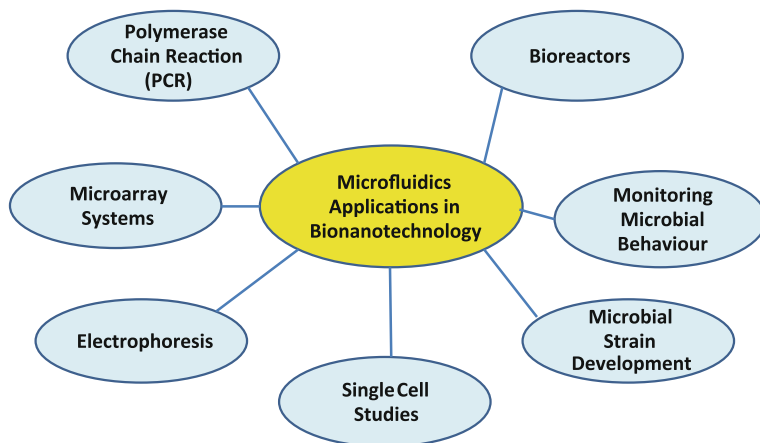 Polymerase
Chain Reaction
(PCR)
Bioreactors
Microfluidics
Applications in
Bionanotechnology
Microarray
Systems
Monitoring
Microbial
Behaviour
Electrophoresis
Microbial
Strain
Development
Single Cell
Studies